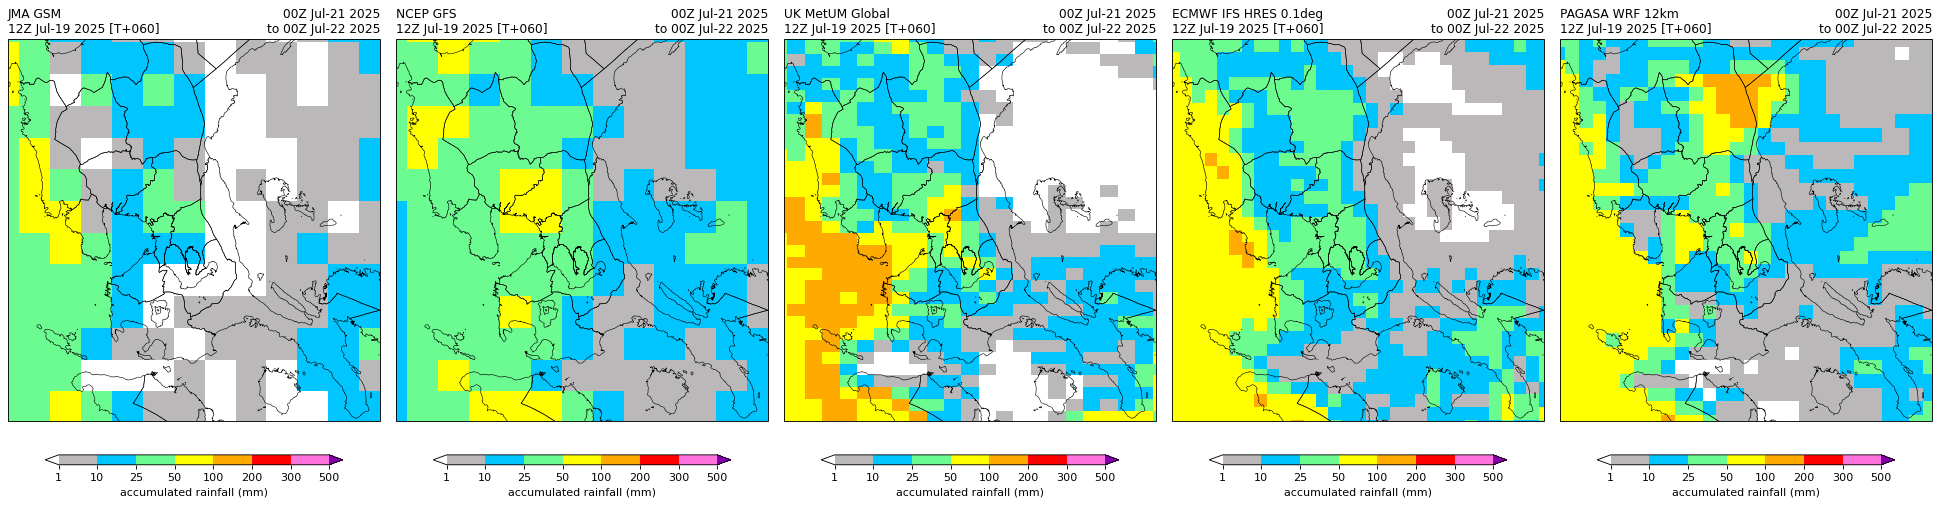 JMA GSM 00Z Jul-21 2025
12Z Jul-19 2025 [T+060] to 00Z Jul-22 2025
NCEP GFS 00Z Jul-21 2025
12Z Jul-19 2025 [T+060] to 00Z Jul-22 2025
UK MetUM Global 00Z Jul-21 2025
12Z Jul-19 2025 [T+060] to 00Z Jul-22 2025
ECMWF IFS HRES 0.1deg 00Z Jul-21 2025
12Z Jul-19 2025 [T+060] to 00Z Jul-22 2025
PAGASA WRF 12km 00Z Jul-21 2025
12Z Jul-19 2025 [T+060] to 00Z Jul-22 2025
1 10 25 50 100 200 300 500
accumulated rainfall (mm)
1 10 25 50 100 200 300 500
accumulated rainfall (mm)
1 10 25 50 100 200 300 500
accumulated rainfall (mm)
1 10 25 50 100 200 300 500
accumulated rainfall (mm)
1 10 25 50 100 200 300 500
accumulated rainfall (mm)